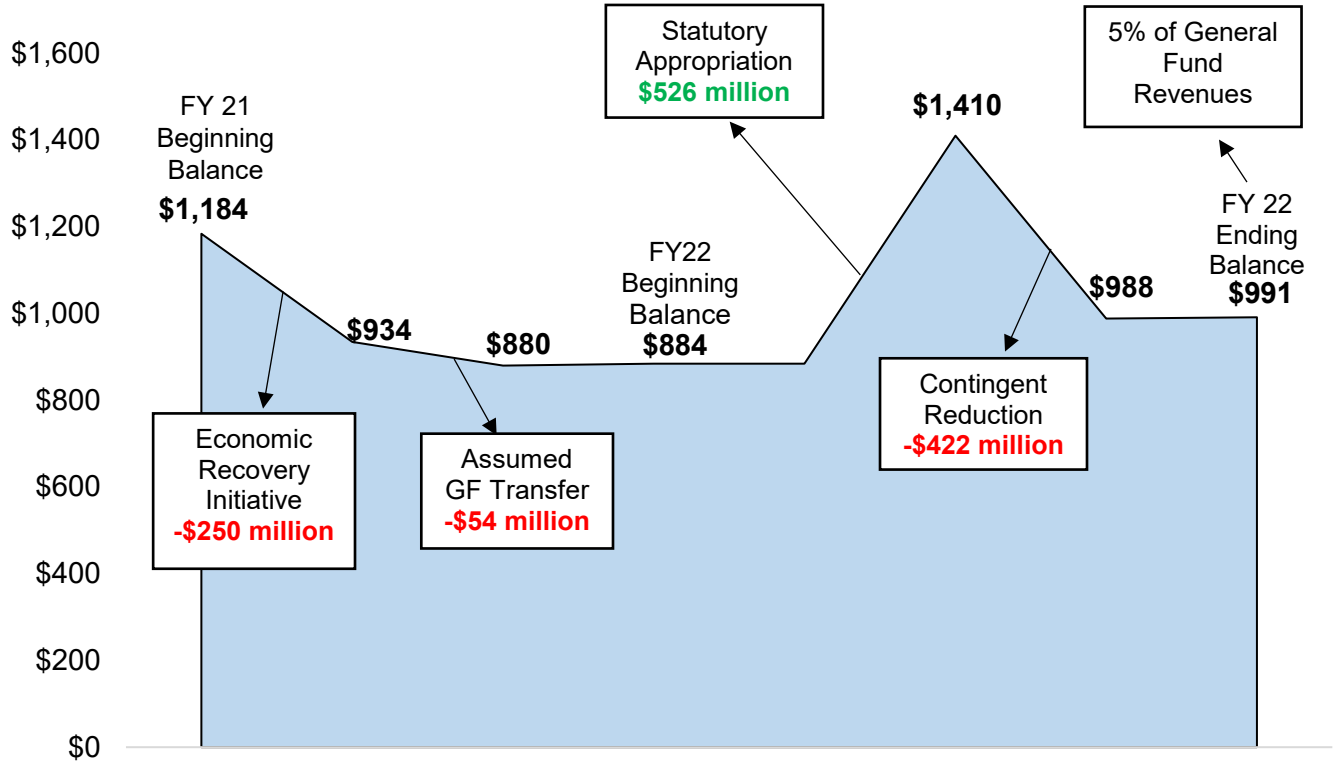 $1,600
$1,400
$1,200
$1,000
$800
$600
$400
$200
$0
FY 21
Beginning
Balance
$1,184
Economic
Recovery
Initiative
-$250 million
$934
Assumed
GF Transfer
-$54 million
$880
FY22
Beginning
Balance
$884
Statutory
Appropriation
$526 million
$1,410
Contingent
Reduction
-$422 million
$988
5% of General
Fund
Revenues
FY 22
Ending
Balance
$991